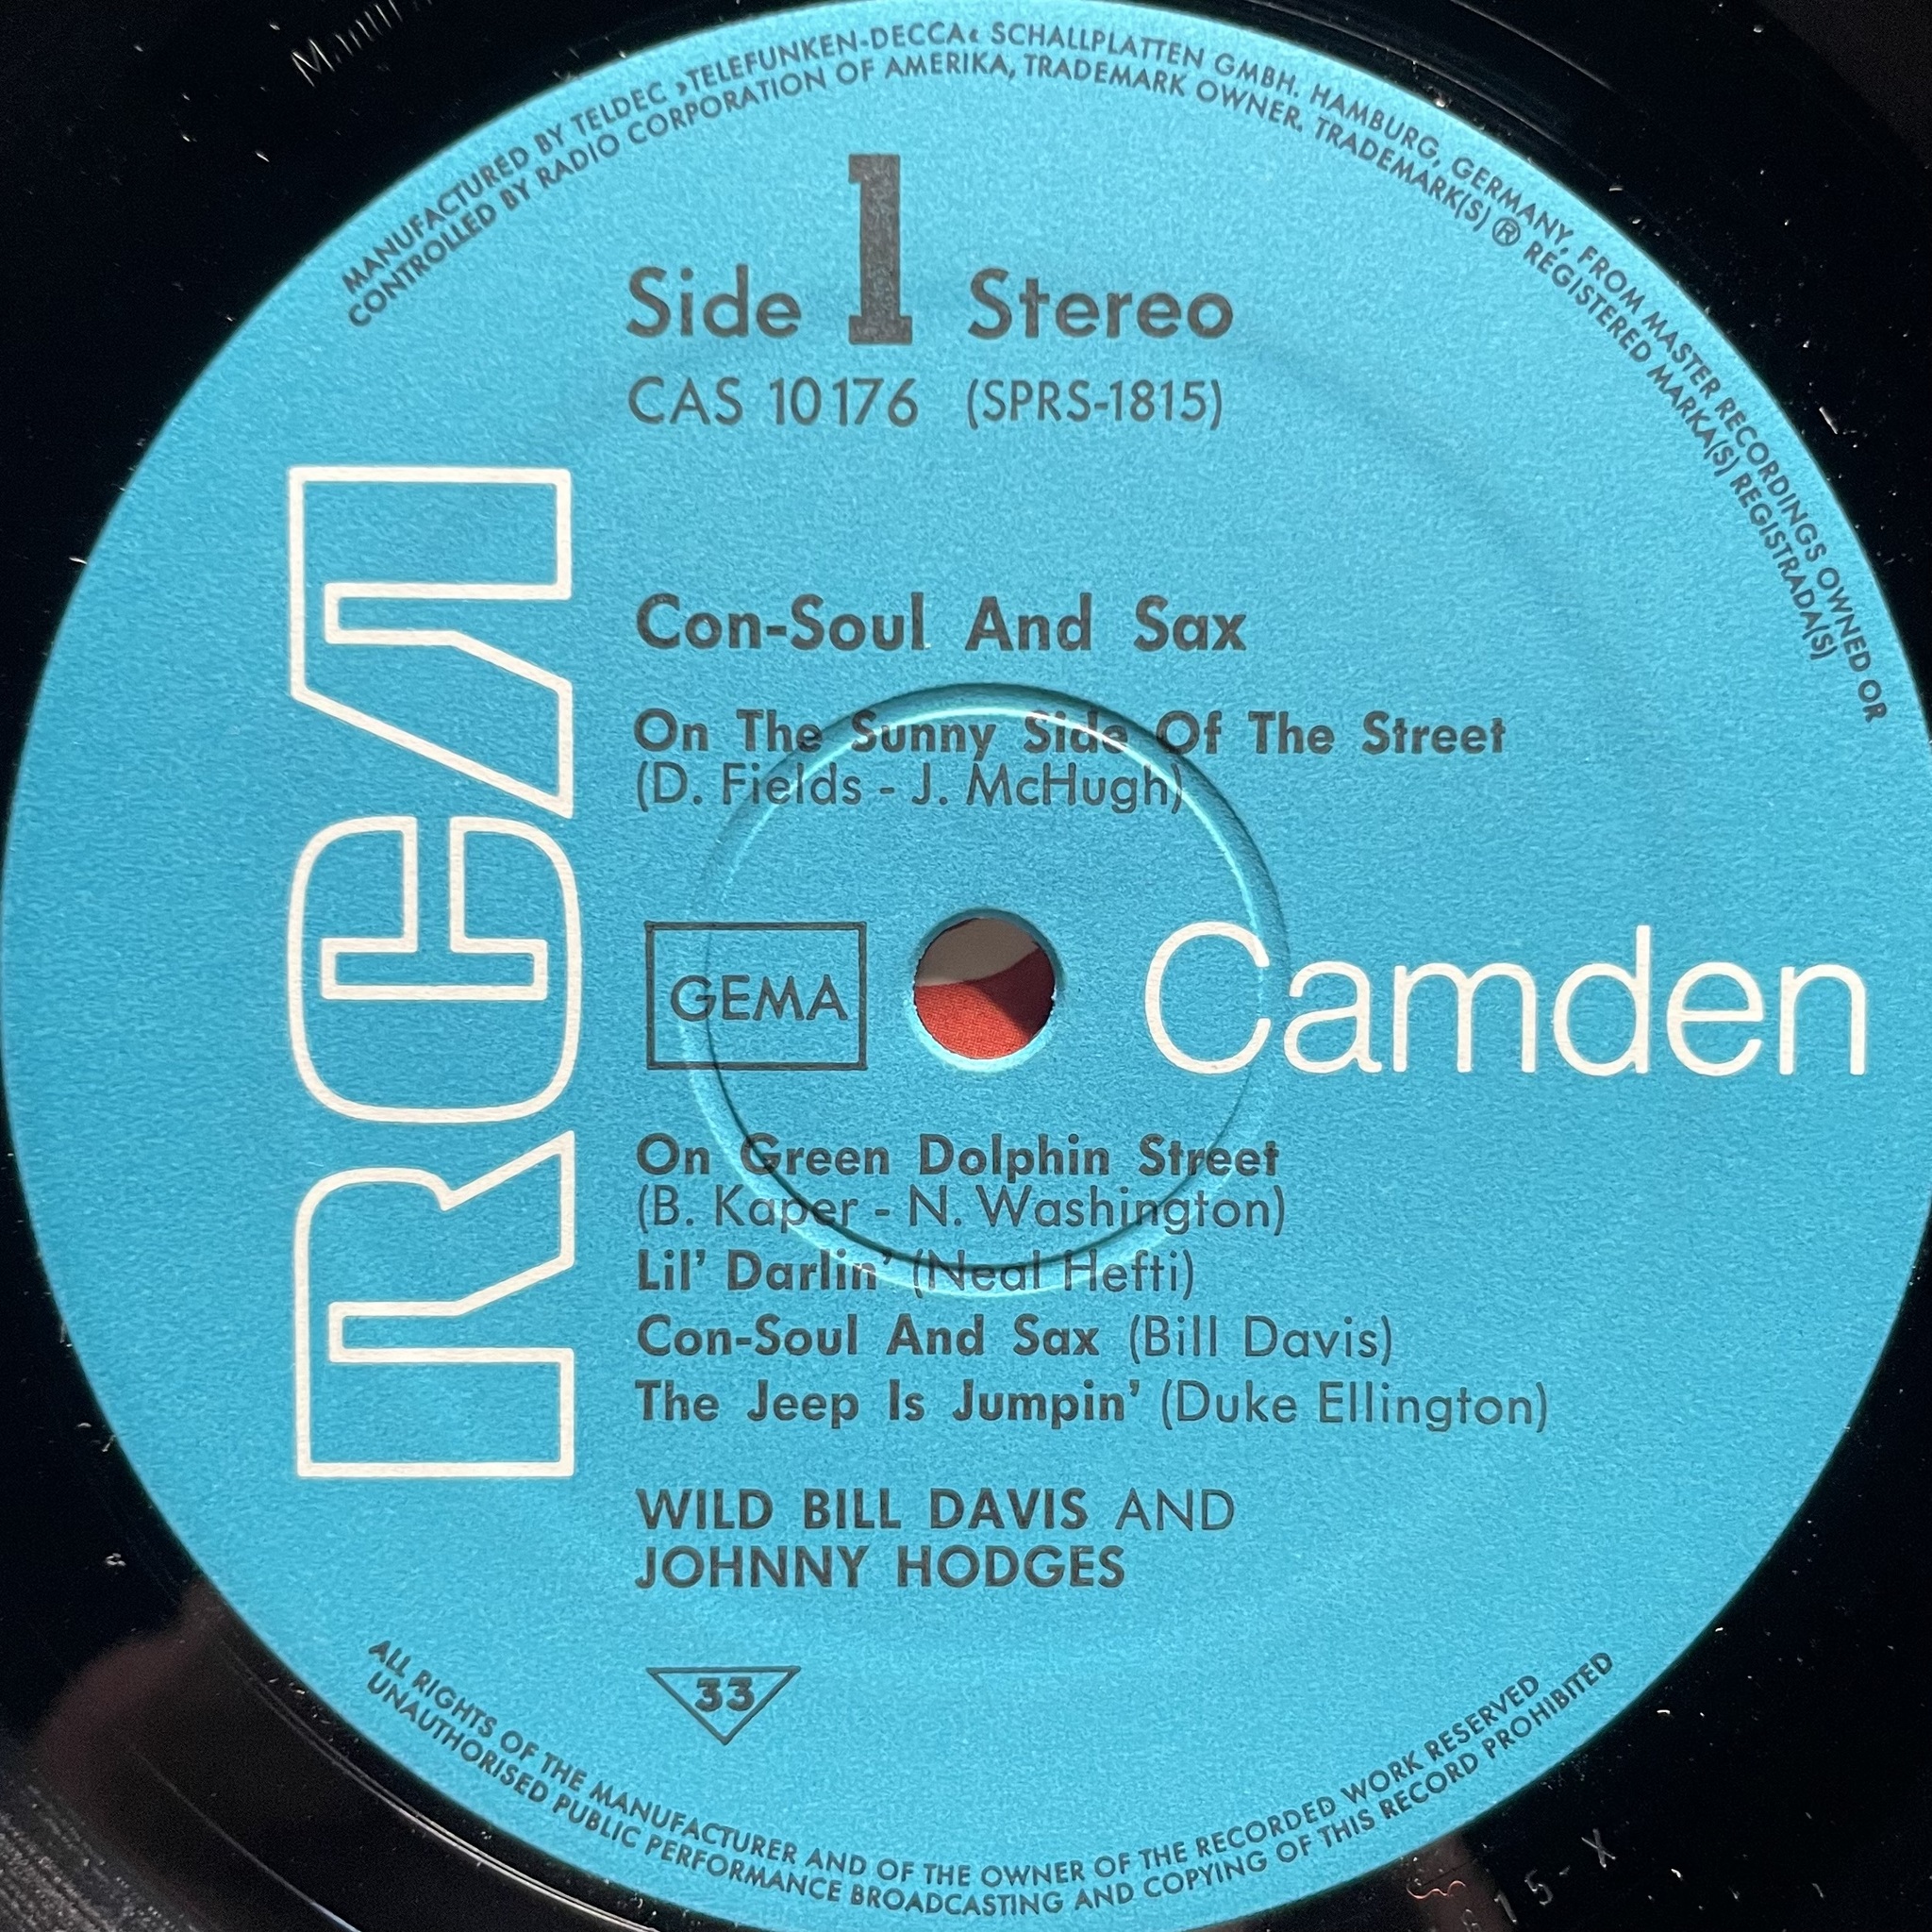 MANUFACTURED BY TELDEC ›TELEFUNKEN-DECCA‹ SCHALLPLATTEN GMBH. HAMBURG, GERMANY, FROM MASTER RECORDINGS OWNED OR
CONTROLLED BY RADIO CORPORATION OF AMERIKA, TRADEMARK OWNER. TRADEMARK(S) ® REGISTERED MARKA(S) REGISTRADA(S)
Side 1 Stereo
CAS 10176 (SPRS-1815)
RCA
Con-Soul And Sax
On The Sunny Side Of The Street
(D. Fields - J. McHugh)
GEMA
Camden
On Green Dolphin Street
(B. Kaper - N. Washington)
Lil’ Darlin’ (Neal Hefti)
Con-Soul And Sax (Bill Davis)
The Jeep Is Jumpin’ (Duke Ellington)
WILD BILL DAVIS AND
JOHNNY HODGES
33
ALL RIGHTS OF THE MANUFACTURER AND OF THE OWNER OF THE RECORDED WORK RESERVED
UNAUTHORISED PUBLIC PERFORMANCE BROADCASTING AND COPYING OF THIS RECORD PROHIBITED